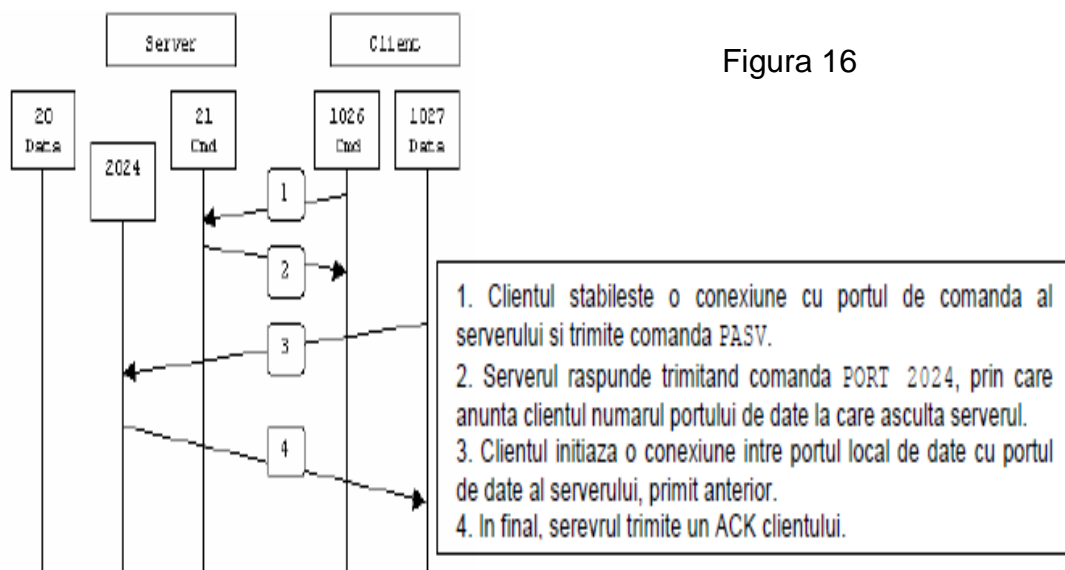 Server
Client
Figura 16
20
Data
2024
21
Cmd
1026
Cmd
1027
Data
1
2
3
4
1. Clientul stabileste o conexiune cu portul de comanda al
serverului si trimite comanda PASV.
2. Serverul raspunde trimitand comanda PORT 2024, prin care
anunta clientul numarul portului de date la care asculta serverul.
3. Clientul initiaza o conexiune intre portul local de date cu portul
de date al serverului, primit anterior.
4. In final, serevrul trimite un ACK clientului.